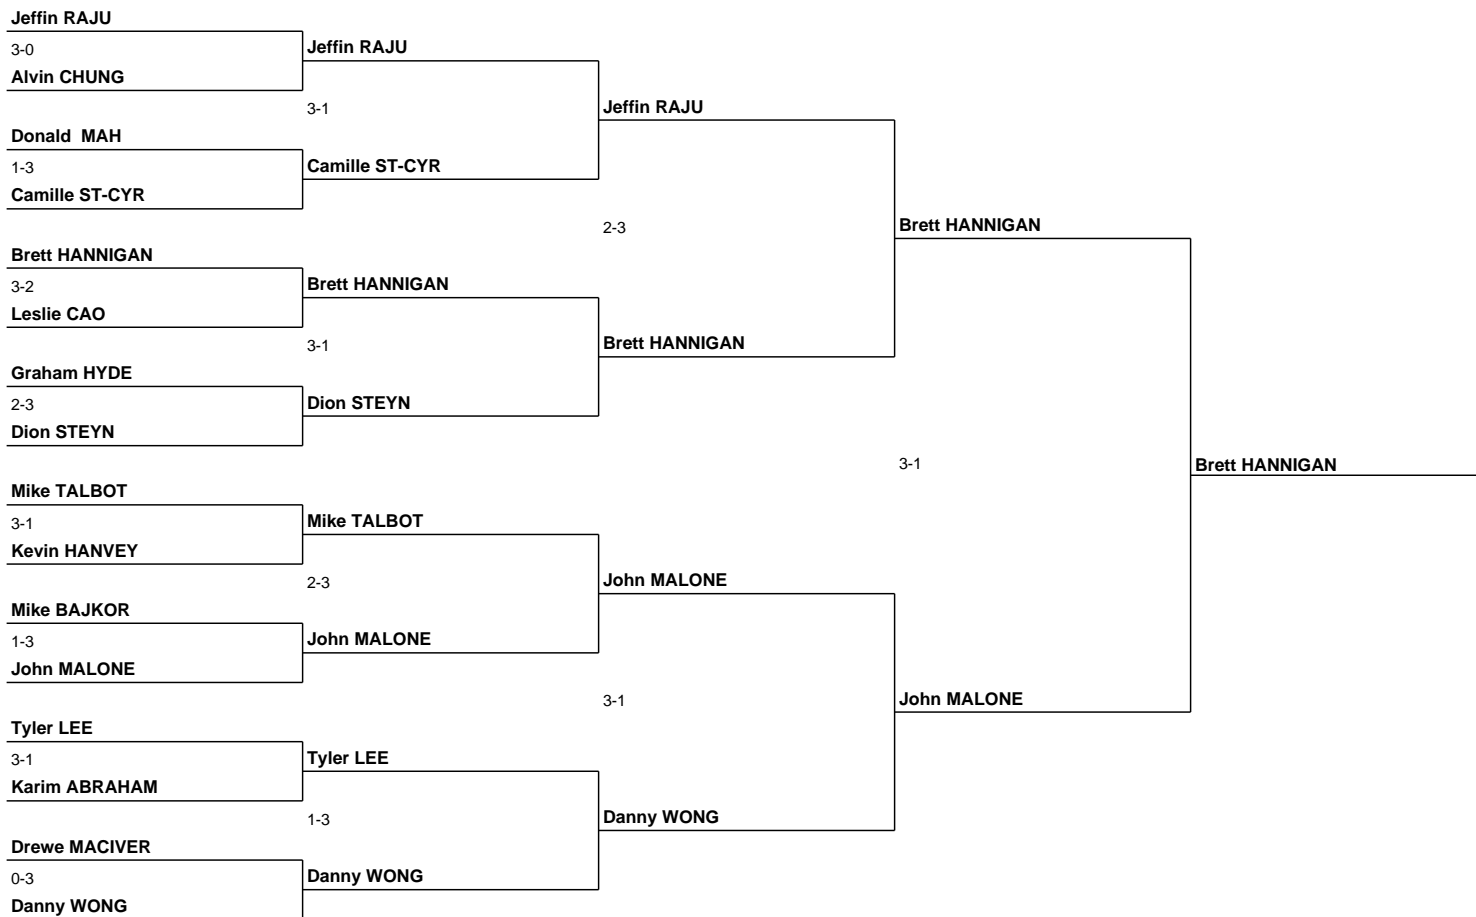 Jeffin RAJU
3-0
Alvin CHUNG
Donald  MAH
1-3
Camille ST-CYR
Brett HANNIGAN
3-2
Leslie CAO
Graham HYDE
2-3
Dion STEYN
Mike TALBOT
3-1
Kevin HANVEY
Mike BAJKOR
1-3
John MALONE
Tyler LEE
3-1
Karim ABRAHAM
Drewe MACIVER
0-3
Danny WONG
Jeffin RAJU
3-1
Camille ST-CYR
Brett HANNIGAN
3-1
Dion STEYN
Mike TALBOT
2-3
John MALONE
Tyler LEE
1-3
Danny WONG
Jeffin RAJU
2-3
Brett HANNIGAN
John MALONE
3-1
Danny WONG
Brett HANNIGAN
3-1
John MALONE
Brett HANNIGAN